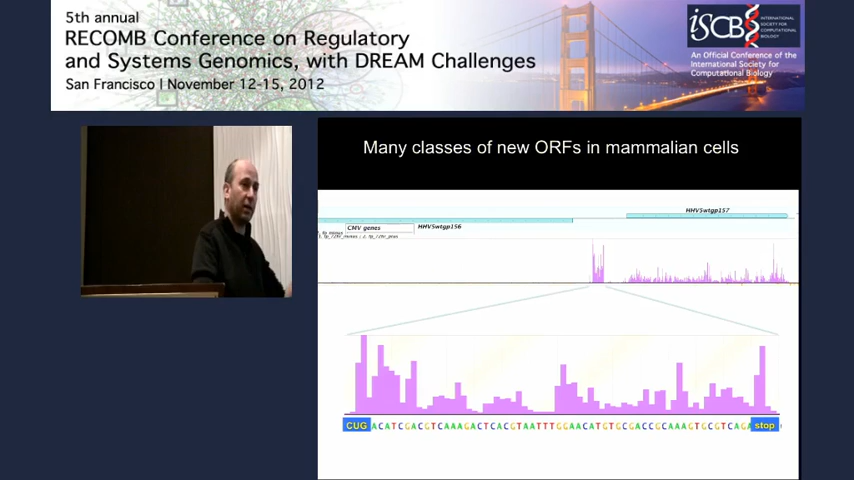 5th annual
RECOMB Conference on Regulatory
and Systems Genomics, with DREAM Challenges
San Francisco | November 12-15, 2012
iSCB
INTERNATIONAL
SOCIETY FOR
COMPUTATIONAL
BIOLOGY
An Official Conference of the
International Society for
Computational Biology
Many classes of new ORFs in mammalian cells
HHV5wtgp157
CMV genes
HHV5wtgp156
CUG ACATCGACGTCAAAGACTCACGTAATTTGGAACATGTGCGACCGCAAAGTGCGTCAGA stop